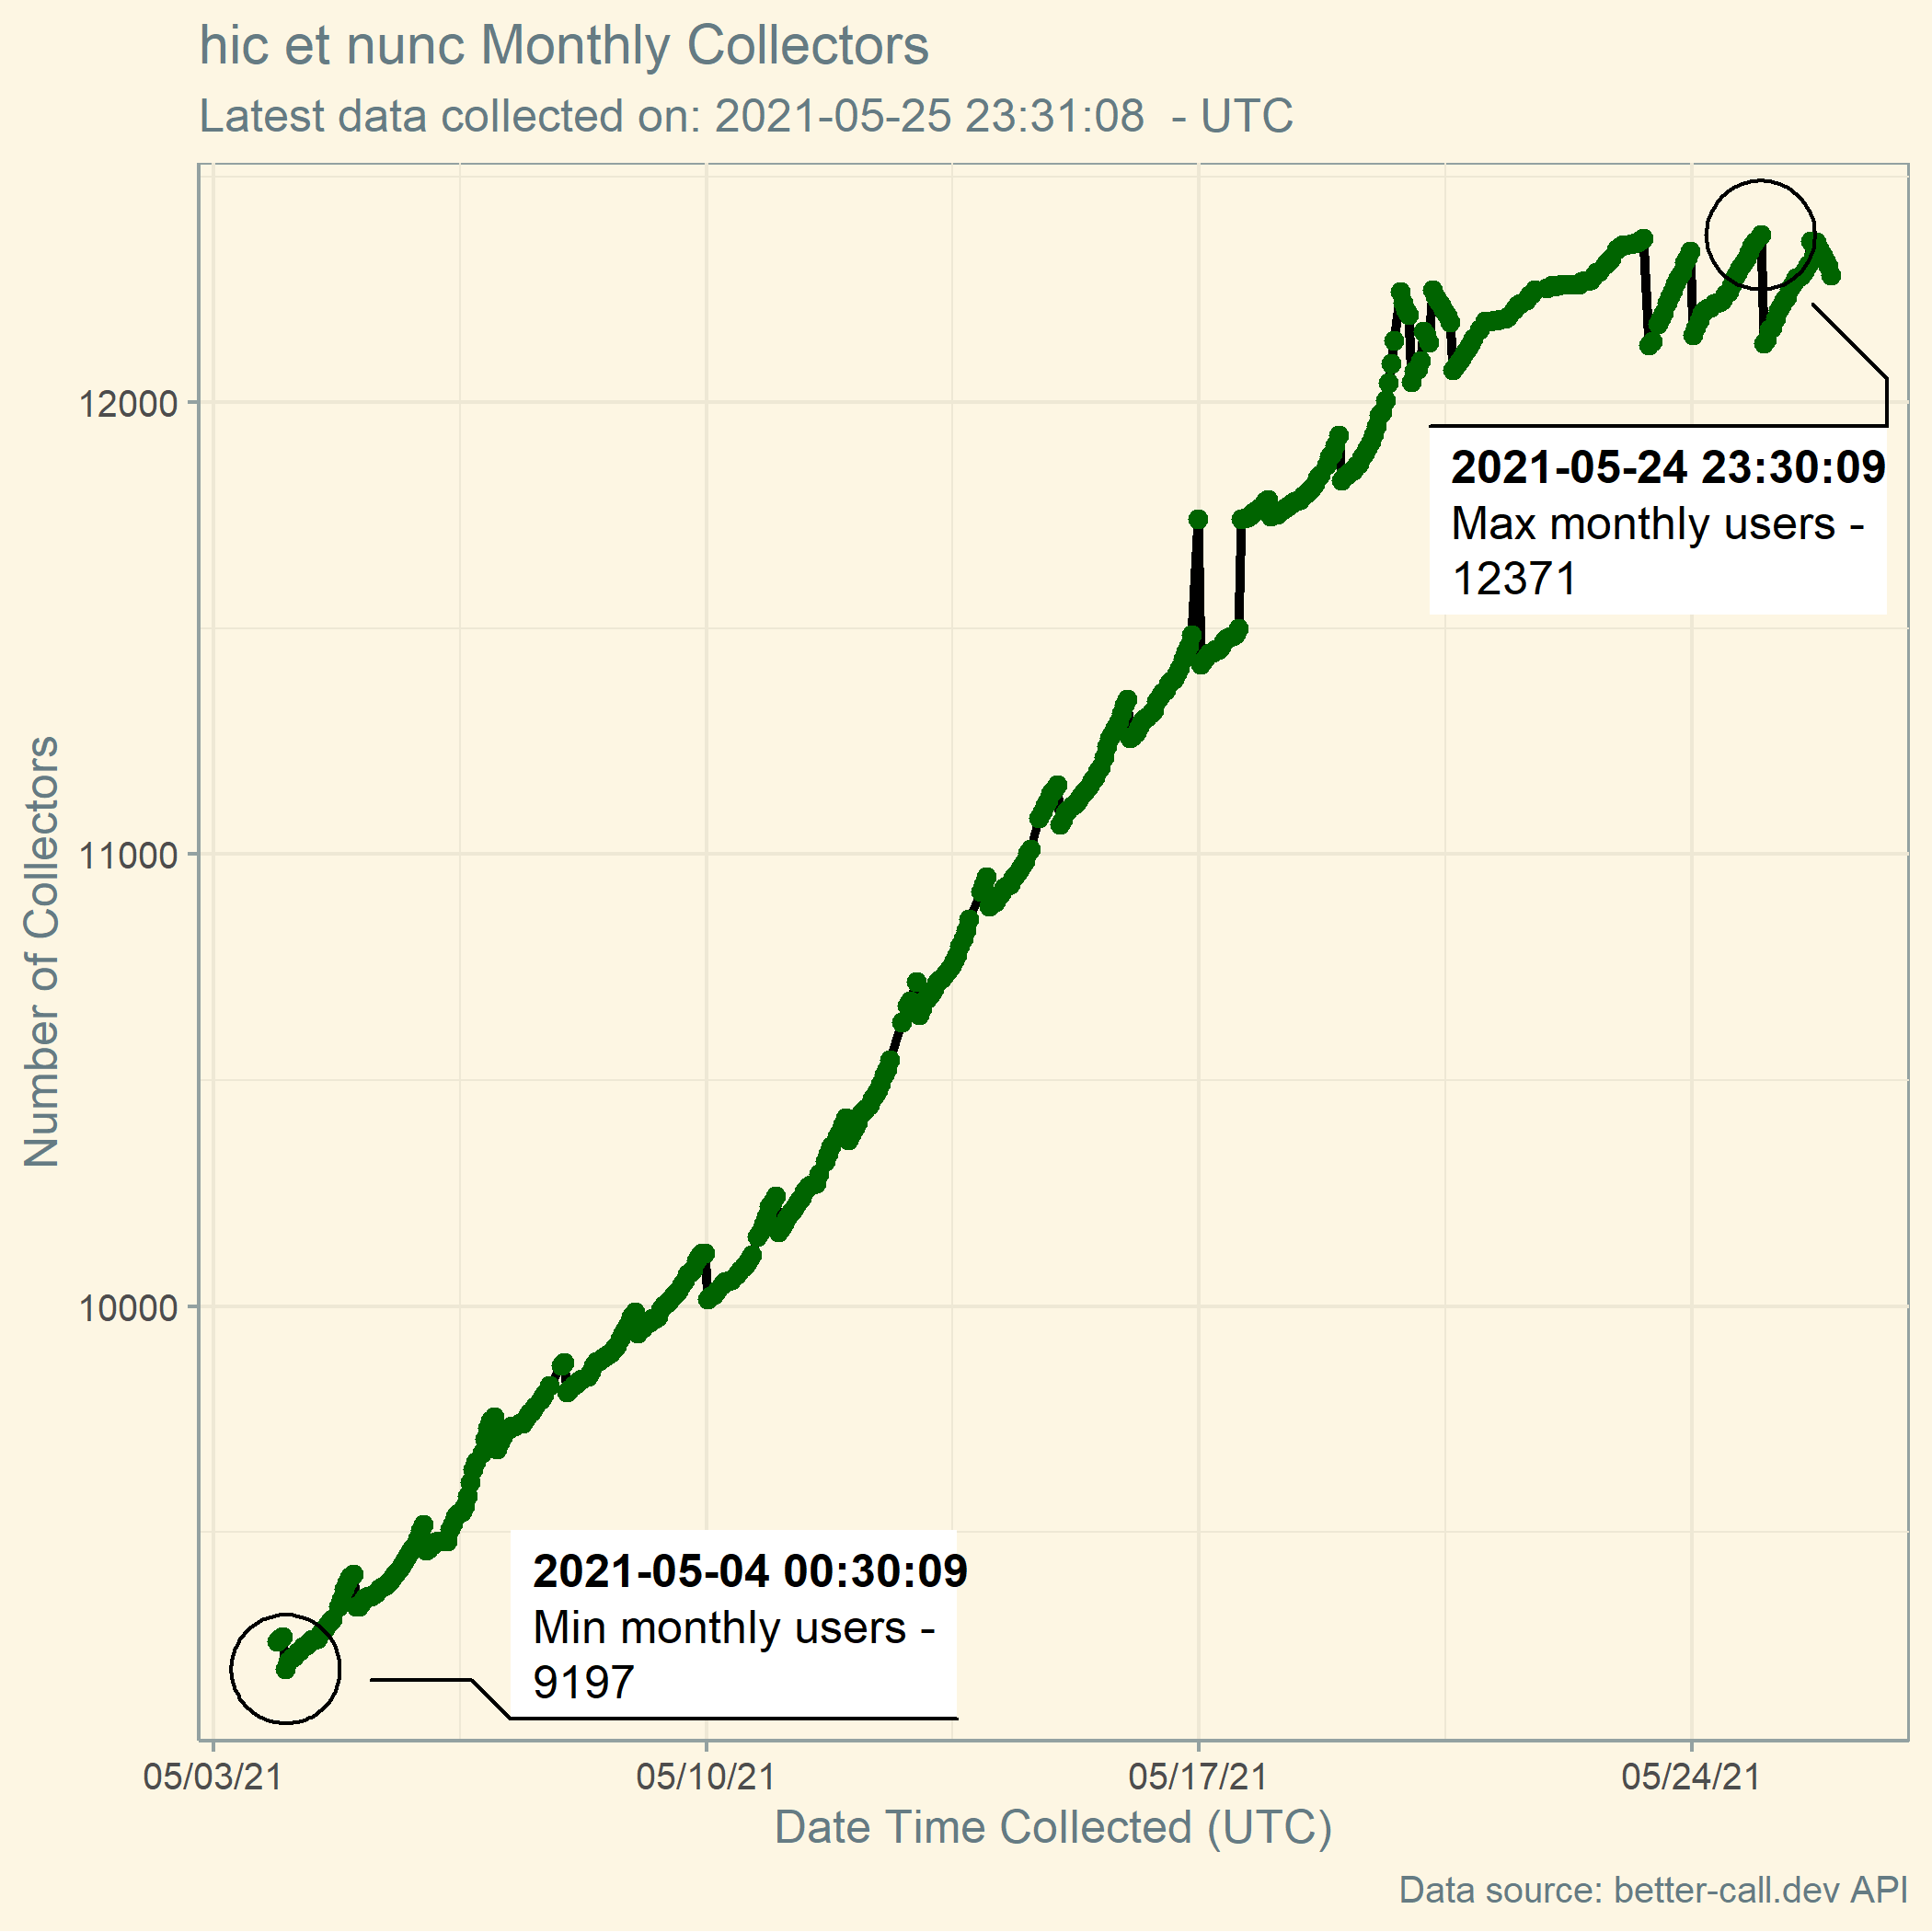 hic et nunc Monthly Collectors
Latest data collected on: 2021-05-25 23:31:08  - UTC
Number of Collectors
12000
11000
10000
2021-05-24 23:30:09
Max monthly users -
12371
2021-05-04 00:30:09
Min monthly users -
9197
05/03/21
05/10/21
05/17/21
05/24/21
Date Time Collected (UTC)
Data source: better-call.dev API